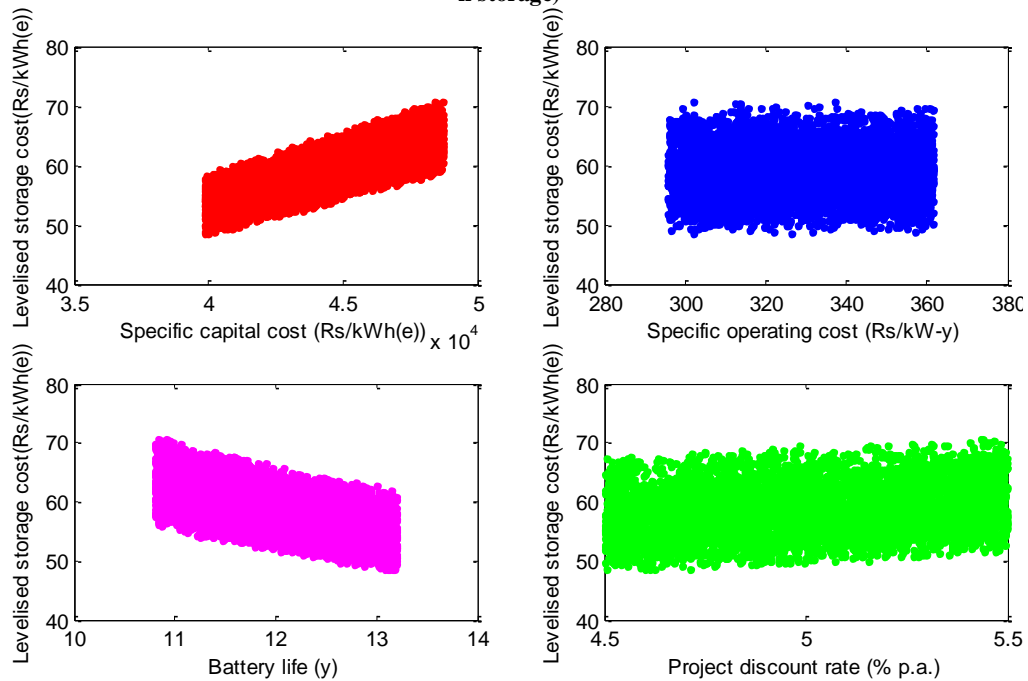 n storage)
Levelised storage cost(Rs/kWh(e))
80
70
60
50
40
3.5 4 4.5 5
Specific capital cost (Rs/kWh(e)) x 10^4
Levelised storage cost(Rs/kWh(e))
80
70
60
50
40
280 300 320 340 360 380
Specific operating cost (Rs/kW-y)
Levelised storage cost(Rs/kWh(e))
80
70
60
50
40
10 11 12 13 14
Battery life (y)
Levelised storage cost(Rs/kWh(e))
80
70
60
50
40
4.5 5 5.5
Project discount rate (% p.a.)